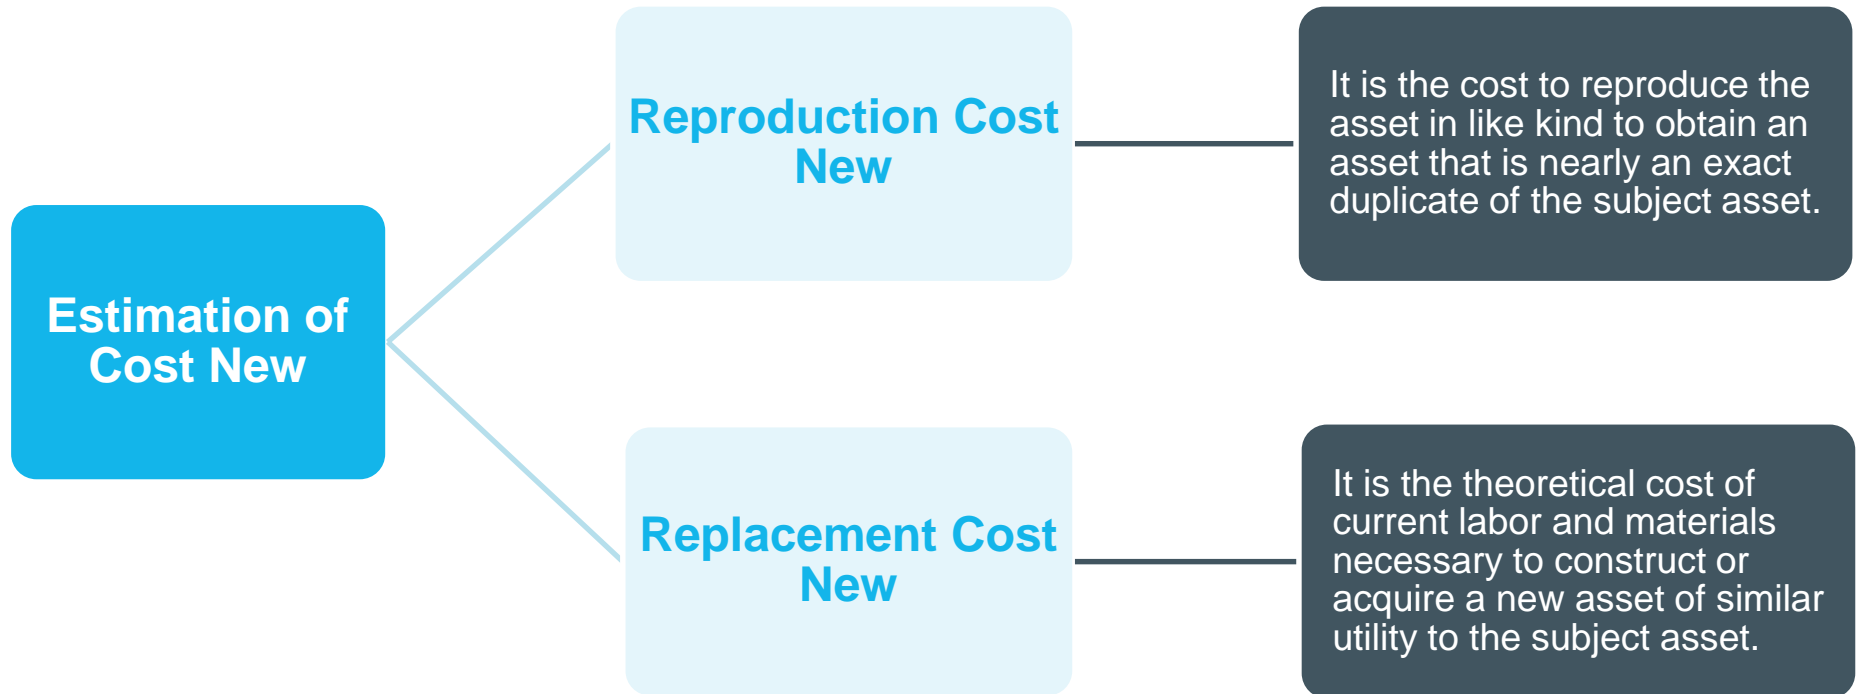 Estimation of
Cost New
Reproduction Cost
New
It is the cost to reproduce the
asset in like kind to obtain an
asset that is nearly an exact
duplicate of the subject asset.
Replacement Cost
New
It is the theoretical cost of
current labor and materials
necessary to construct or
acquire a new asset of similar
utility to the subject asset.